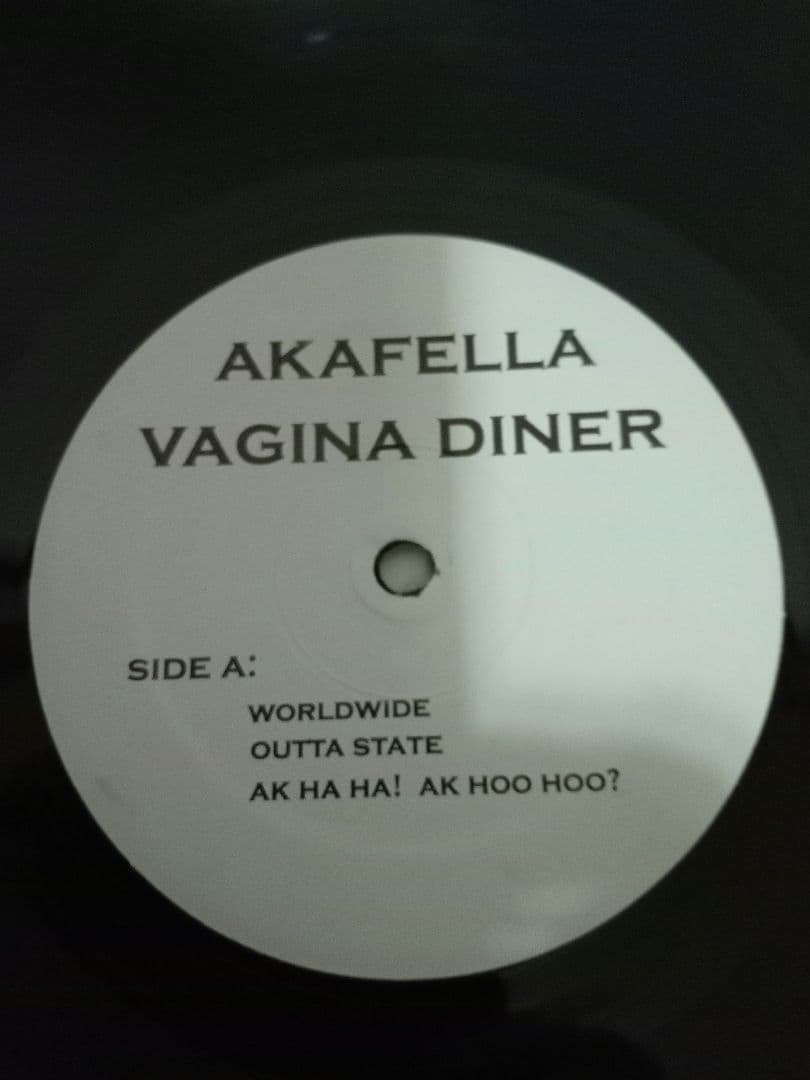 AKAFELLA
VAGINA DINER
SIDE A:
WORLDWIDE
OUTTA STATE
AK HA HA! AK HOO HOO?